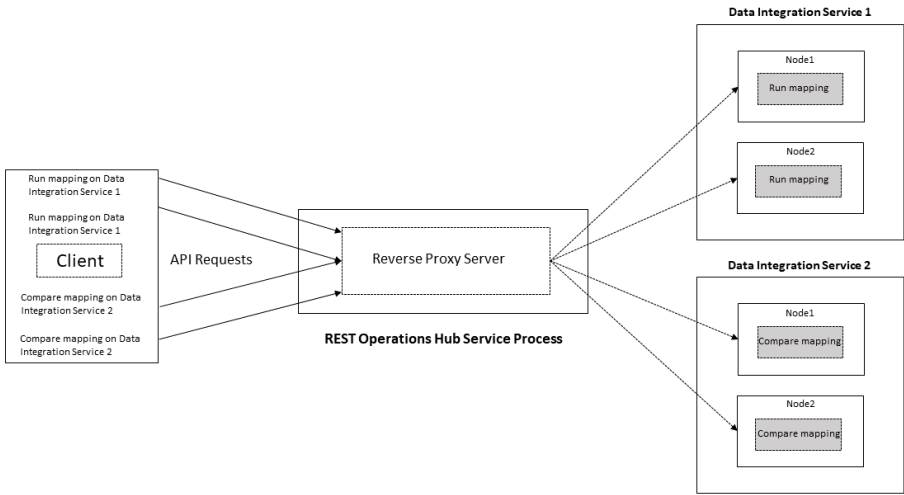 Data Integration Service 1
Node1
Run mapping
Node2
Run mapping
Run mapping on Data
Integration Service 1
Run mapping on Data
Integration Service 1
Client
Compare mapping on Data
Integration Service 2
Compare mapping on Data
Integration Service 2
API Requests
Reverse Proxy Server
REST Operations Hub Service Process
Data Integration Service 2
Node1
Compare mapping
Node2
Compare mapping